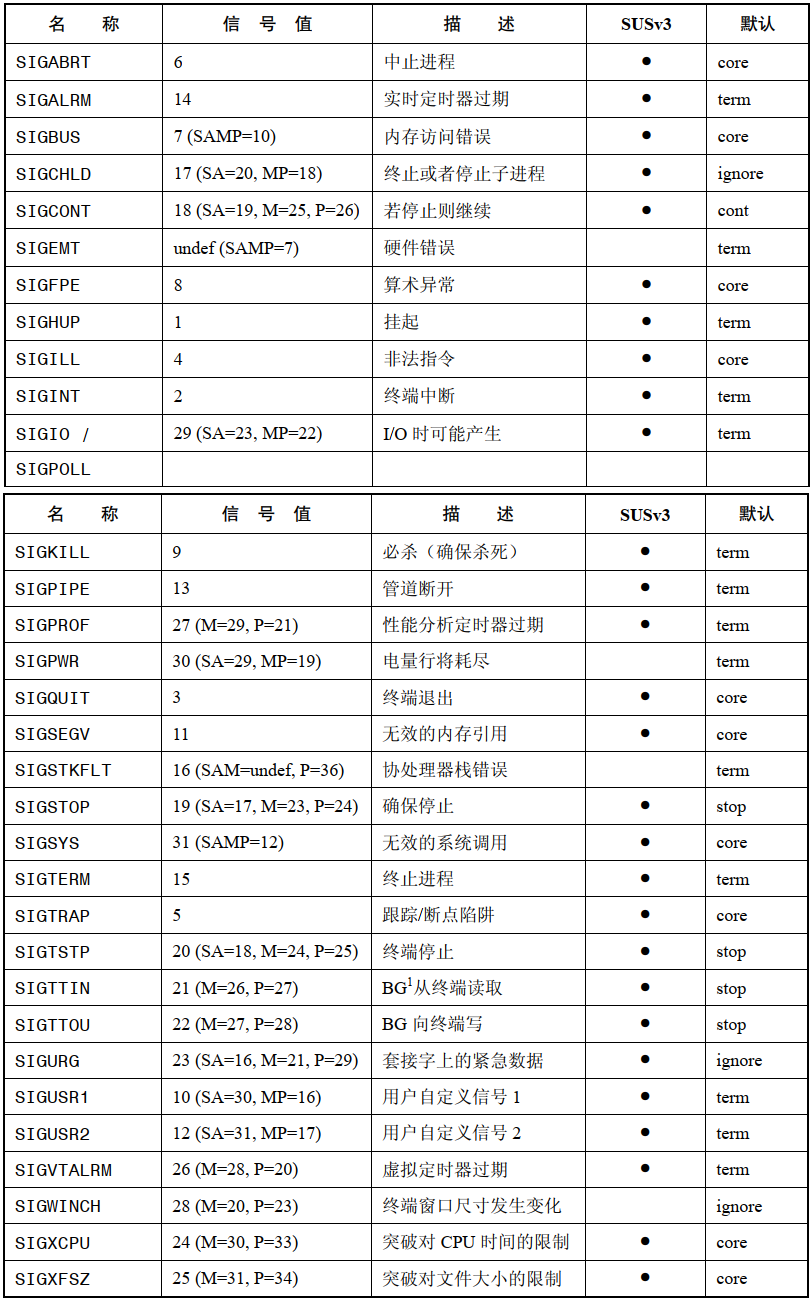 名 称 信 号 值 描 述 SUSv3 默认
SIGABRT 6 中止进程 ● core
SIGALRM 14 实时定时器过期 ● term
SIGBUS 7 (SAMP=10) 内存访问错误 ● core
SIGCHLD 17 (SA=20, MP=18) 终止或者停止子进程 ● ignore
SIGCONT 18 (SA=19, M=25, P=26) 若停止则继续 ● cont
SIGEMT undef (SAMP=7) 硬件错误 term
SIGFPE 8 算术异常 ● core
SIGHUP 1 挂起 ● term
SIGILL 4 非法指令 ● core
SIGINT 2 终端中断 ● term
SIGIO / 29 (SA=23, MP=22) I/O 时可能产生 ● term
SIGPOLL
名 称 信 号 值 描 述 SUSv3 默认
SIGKILL 9 必杀（确保杀死） ● term
SIGPIPE 13 管道断开 ● term
SIGPROF 27 (M=29, P=21) 性能分析定时器过期 ● term
SIGPWR 30 (SA=29, MP=19) 电量行将耗尽 term
SIGQUIT 3 终端退出 ● core
SIGSEGV 11 无效的内存引用 ● core
SIGSTKFLT 16 (SAM=undef, P=36) 协处理器栈错误 term
SIGSTOP 19 (SA=17, M=23, P=24) 确保停止 ● stop
SIGSYS 31 (SAMP=12) 无效的系统调用 ● core
SIGTERM 15 终止进程 ● term
SIGTRAP 5 跟踪/断点陷阱 ● core
SIGTSTP 20 (SA=18, M=24, P=25) 终端停止 ● stop
SIGTTIN 21 (M=26, P=27) BG¹从终端读取 ● stop
SIGTTOU 22 (M=27, P=28) BG 向终端写 ● stop
SIGURG 23 (SA=16, M=21, P=29) 套接字上的紧急数据 ● ignore
SIGUSR1 10 (SA=30, MP=16) 用户自定义信号 1 ● term
SIGUSR2 12 (SA=31, MP=17) 用户自定义信号 2 ● term
SIGVTALRM 26 (M=28, P=20) 虚拟定时器过期 ● term
SIGWINCH 28 (M=20, P=23) 终端窗口尺寸发生变化 ignore
SIGXCPU 24 (M=30, P=33) 突破对 CPU 时间的限制 ● core
SIGXFSZ 25 (M=31, P=34) 突破对文件大小的限制 ● core